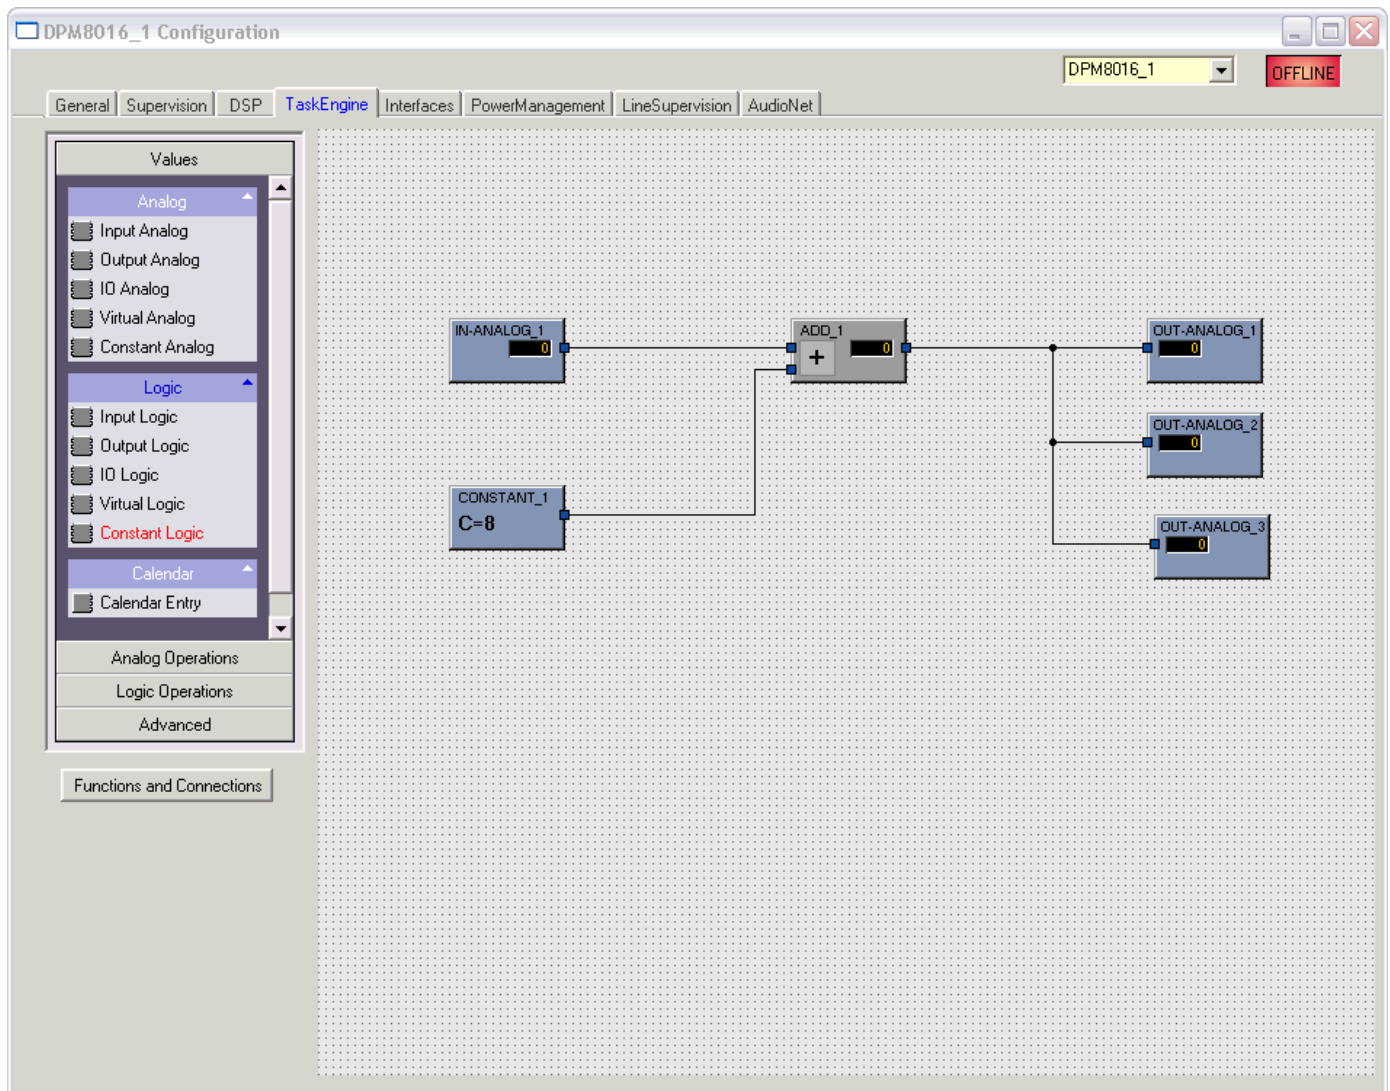 DPM8016_1 Configuration
DPM8016_1
OFFLINE
General Supervision DSP TaskEngine Interfaces PowerManagement LineSupervision AudioNet
Values
Analog
Input Analog
Output Analog
IO Analog
Virtual Analog
Constant Analog
Logic
Input Logic
Output Logic
IO Logic
Virtual Logic
Constant Logic
Calendar
Calendar Entry
Analog Operations
Logic Operations
Advanced
Functions and Connections
IN-ANALOG_1
0
ADD_1
+ 0
OUT-ANALOG_1
0
OUT-ANALOG_2
0
CONSTANT_1
C=8
OUT-ANALOG_3
0